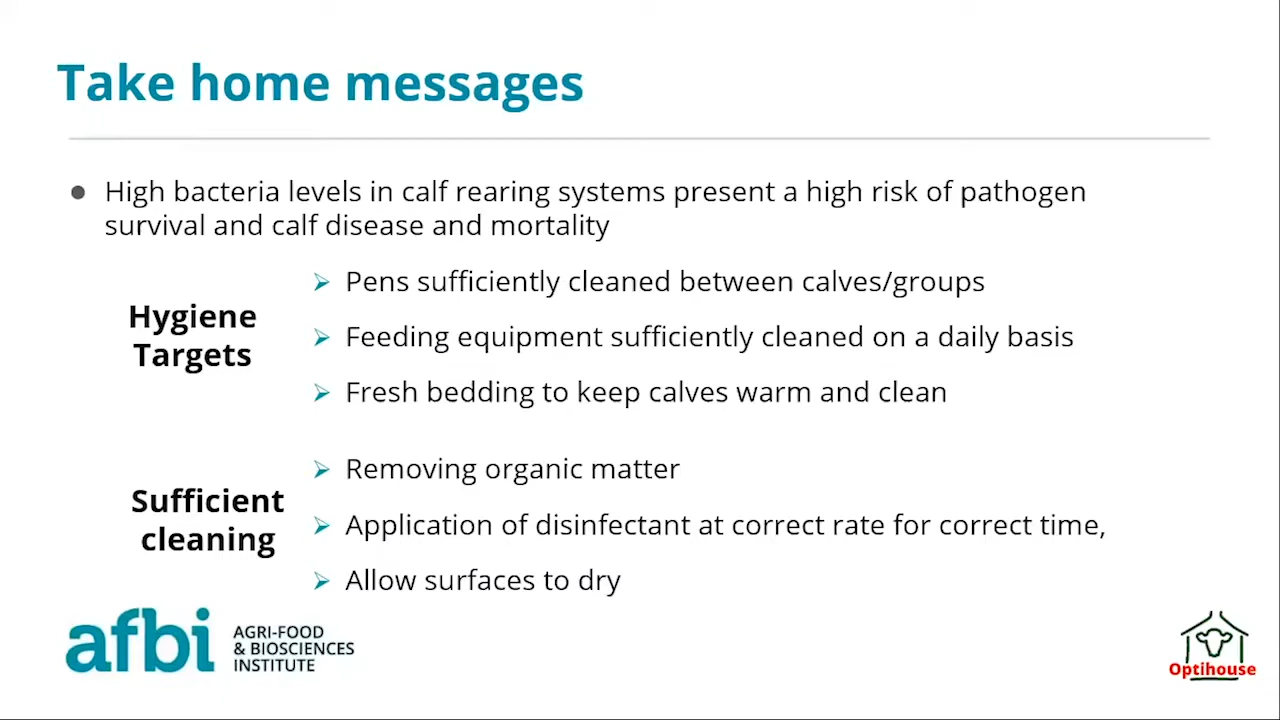 Take home messages
High bacteria levels in calf rearing systems present a high risk of pathogen
survival and calf disease and mortality
Hygiene
Targets
Pens sufficiently cleaned between calves/groups
Feeding equipment sufficiently cleaned on a daily basis
Fresh bedding to keep calves warm and clean
Sufficient
cleaning
Removing organic matter
Application of disinfectant at correct rate for correct time,
Allow surfaces to dry
afbi
AGRI-FOOD
& BIOSCIENCES
INSTITUTE
Optihouse